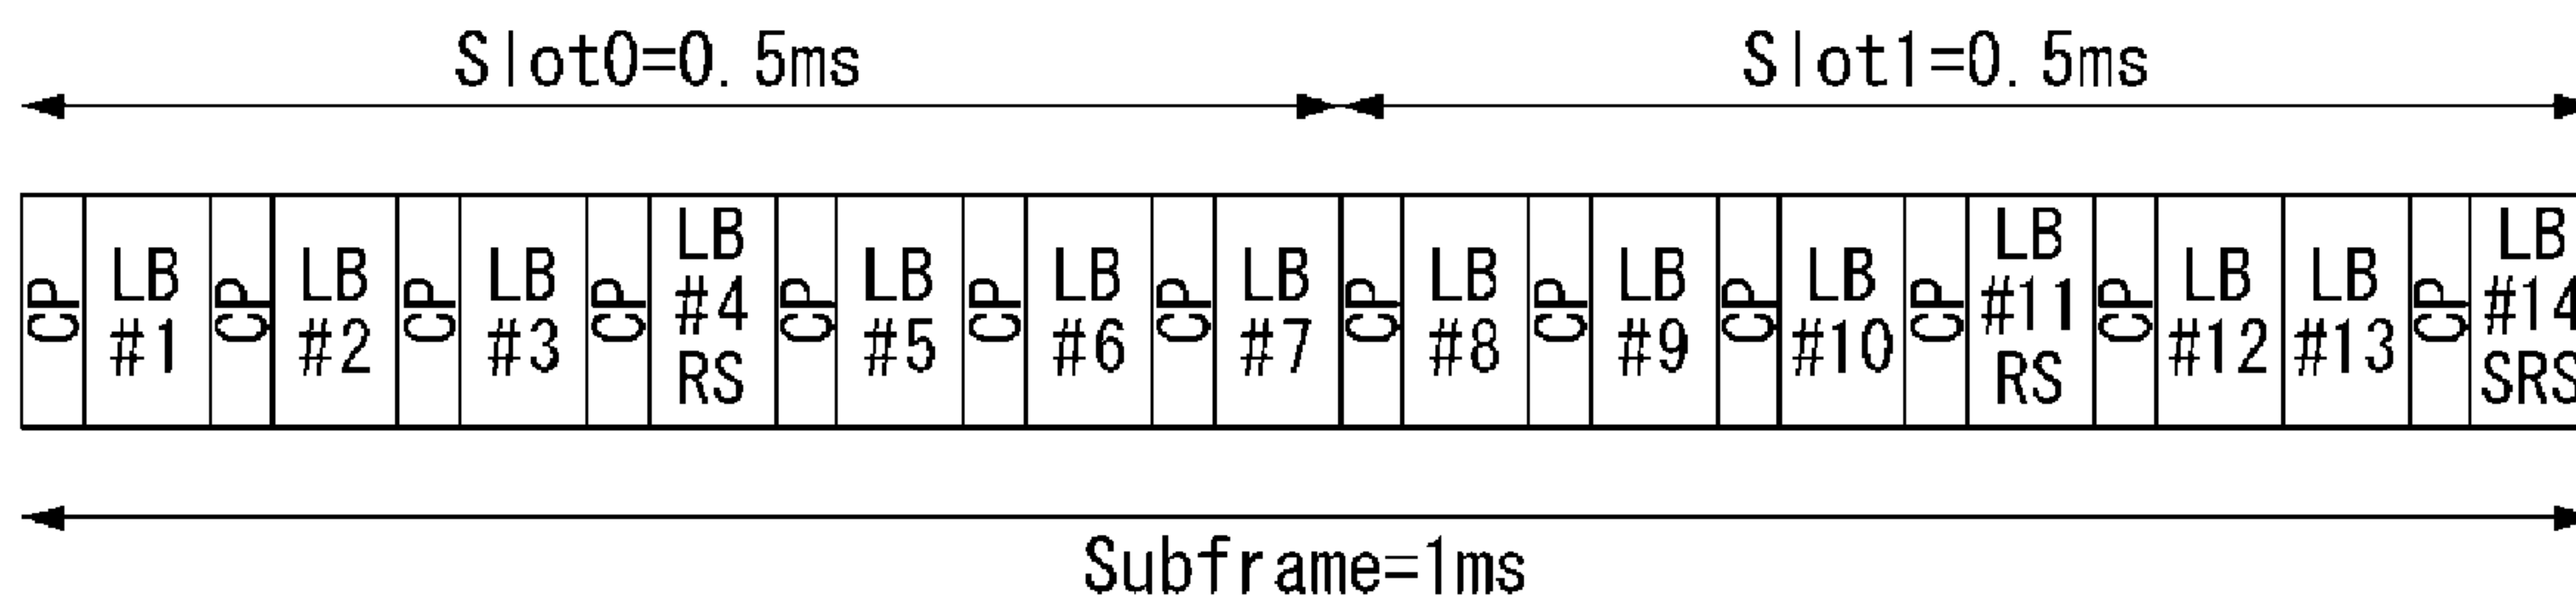 Slot0=0.5ms Slot1=0.5ms
CP LB #1 CP LB #2 CP LB #3 CP LB #4 RS CP LB #5 CP LB #6 CP LB #7 CP LB #8 CP LB #9 CP LB #10 CP LB #11 RS CP LB #12 LB #13 CP LB #14 SRS
Subframe=1ms